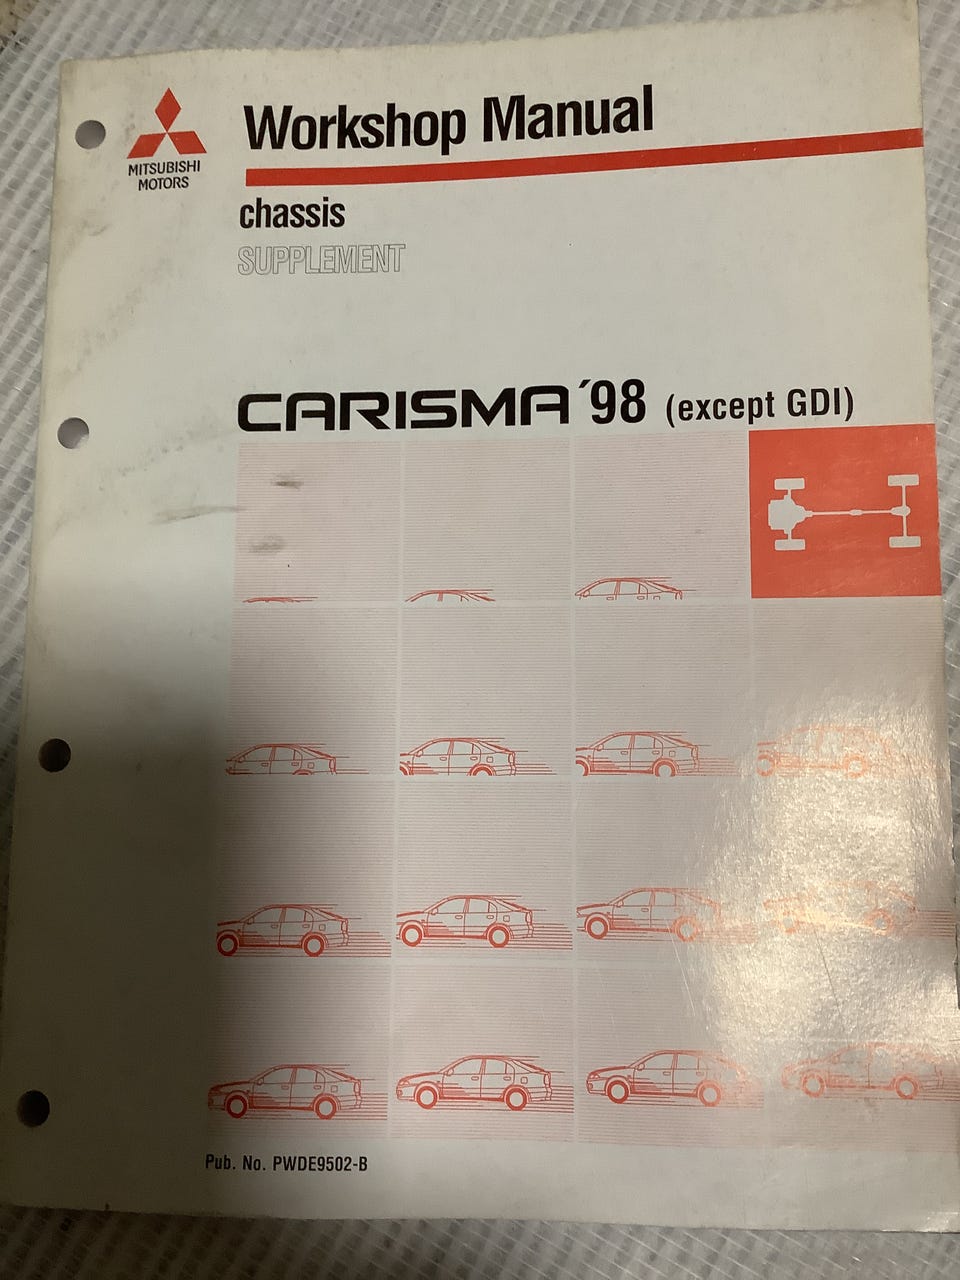 MITSUBISHI
MOTORS
Workshop Manual
chassis
SUPPLEMENT
CARISMA '98 (except GDI)
Pub. No. PWDE9502-B